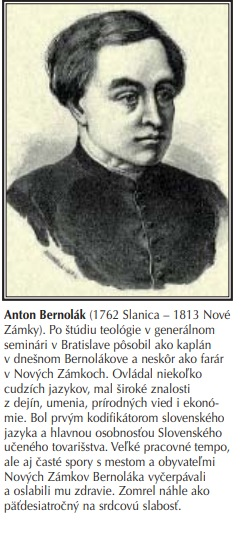 Anton Bernolák (1762 Slanica – 1813 Nové
Zámky). Po štúdiu teológie v generálnom
seminári v Bratislave pôsobil ako kaplán
v dnešnom Bernolákove a neskôr ako farár
v Nových Zámkoch. Ovládal niekoľko
cudzích jazykov, mal široké znalosti
z dejín, umenia, prírodných vied i ekonó-
mie. Bol prvým kodifikátorom slovenského
jazyka a hlavnou osobnosťou Slovenského
učeného tovarišstva. Veľké pracovné tempo,
ale aj časté spory s mestom a obyvateľmi
Nových Zámkov Bernoláka vyčerpávali
a oslabili mu zdravie. Zomrel náhle ako
päťdesiatročný na srdcovú slabosť.